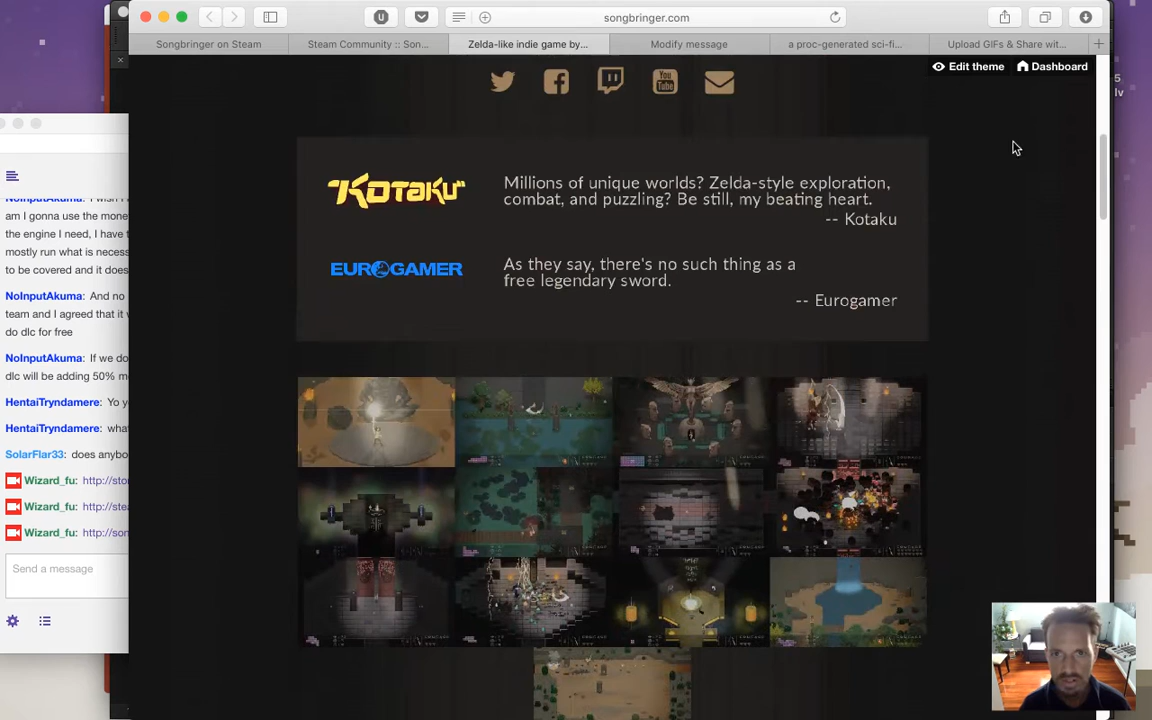 songbringer.com
Songbringer on Steam
Steam Community :: Son...
Zelda-like indie game by...
Modify message
a proc-generated sci-fi...
Upload GIFs & Share wit...
Edit theme
Dashboard
KOTAKU
Millions of unique worlds? Zelda-style exploration,
combat, and puzzling? Be still, my beating heart.
-- Kotaku
EUROGAMER
As they say, there's no such thing as a
free legendary sword.
-- Eurogamer
am I gonna use the mone
the engine I need, I have t
mostly run what is necess
to be covered and it does
NoInputAkuma: And no
team and I agreed that it v
do dlc for free
NoInputAkuma: If we do
dlc will be adding 50% m
HentaiTryndamere: Yo y
HentaiTryndamere: what
SolarFlar33: does anybo
Wizard_fu: http://sto
Wizard_fu: http://ste
Wizard_fu: http://son
Send a message